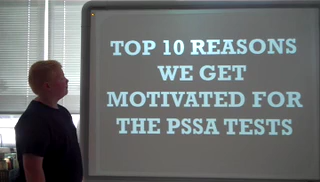 TOP 10 REASONS
WE GET
MOTIVATED FOR
THE PSSA TESTS